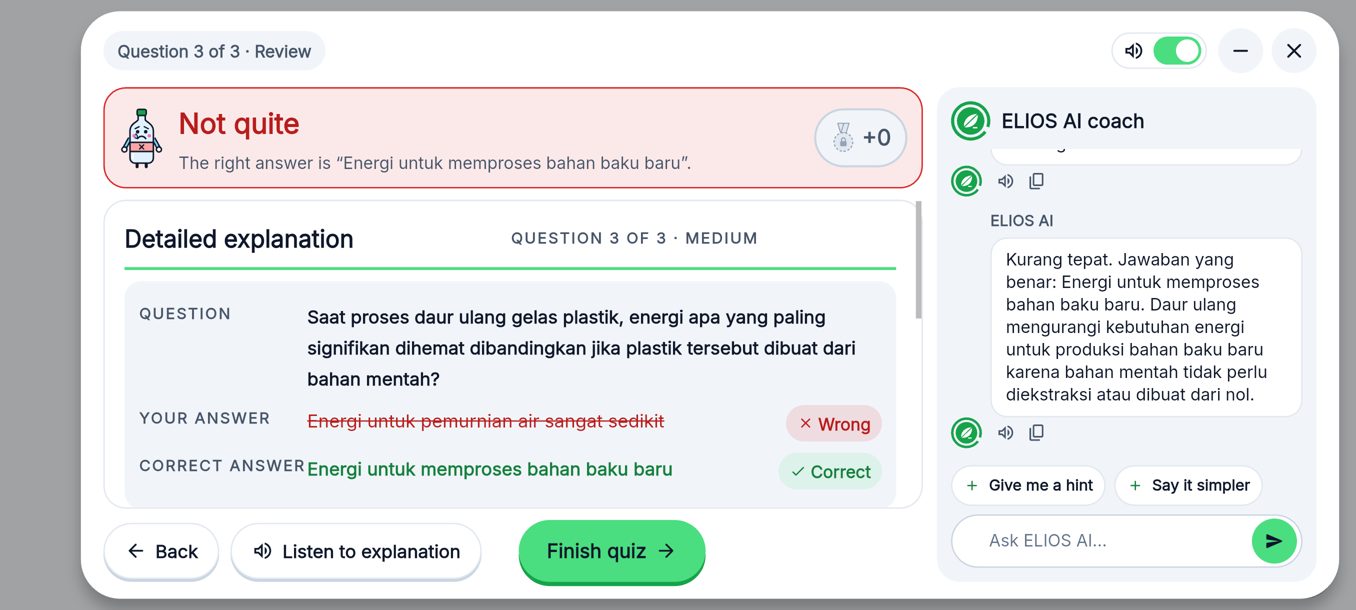 Question 3 of 3 · Review
Not quite
The right answer is “Energi untuk memproses bahan baku baru”.
+0
Detailed explanation
QUESTION 3 OF 3 · MEDIUM
QUESTION
Saat proses daur ulang gelas plastik, energi apa yang paling
signifikan dihemat dibandingkan jika plastik tersebut dibuat dari
bahan mentah?
YOUR ANSWER
Energi untuk pemurnian air sangat sedikit
Wrong
CORRECT ANSWER
Energi untuk memproses bahan baku baru
Correct
Back
Listen to explanation
Finish quiz
ELIOS AI coach
ELIOS AI
Kurang tepat. Jawaban yang
benar: Energi untuk memproses
bahan baku baru. Daur ulang
mengurangi kebutuhan energi
untuk produksi bahan baku baru
karena bahan mentah tidak perlu
diekstraksi atau dibuat dari nol.
+ Give me a hint
+ Say it simpler
Ask ELIOS AI...